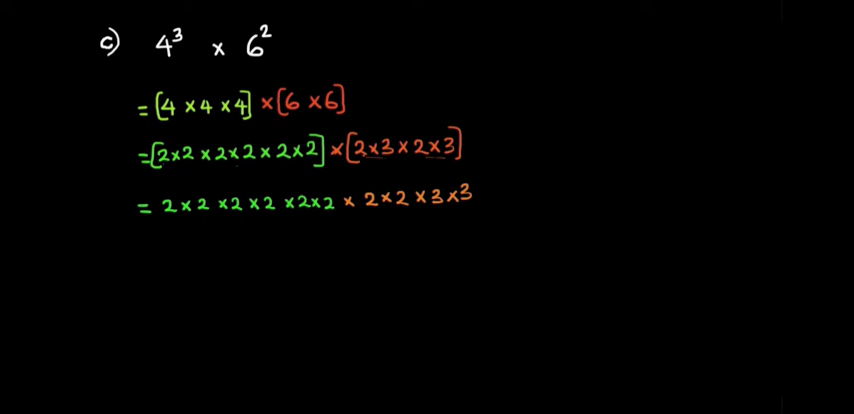 c) 4³ × 6²
= [4 × 4 × 4] × [6 × 6]
= [2 × 2 × 2 × 2 × 2 × 2] × [2 × 3 × 2 × 3]
= 2 × 2 × 2 × 2 × 2 × 2 × 2 × 2 × 3 × 3